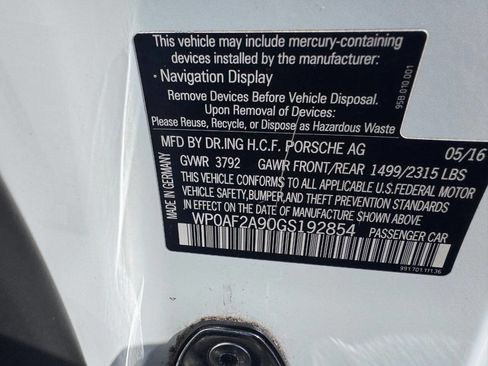 This vehicle may include mercury-containing
devices installed by the manufacturer:
• Navigation Display
Remove Devices Before Vehicle Disposal.
Upon Removal of Devices:
Please Reuse, Recycle, or Dispose as Hazardous Waste
95B.010.001
MFD BY DR.ING H.C.F. PORSCHE AG 05/16
GVWR 3792 GAWR FRONT/REAR 1499/2315 LBS
THIS VEHICLE CONFORMS TO ALL APPLICABLE U.S.FEDERAL MOTOR
VEHICLE SAFETY, BUMPER, AND THEFT PREVENTION STANDARDS
IN EFFECT ON THE DATE OF MANUFACTURE SHOWN ABOVE
WP0AF2A90GS192854 PASSENGER CAR
MADE IN GERMANY
991 701 171 36